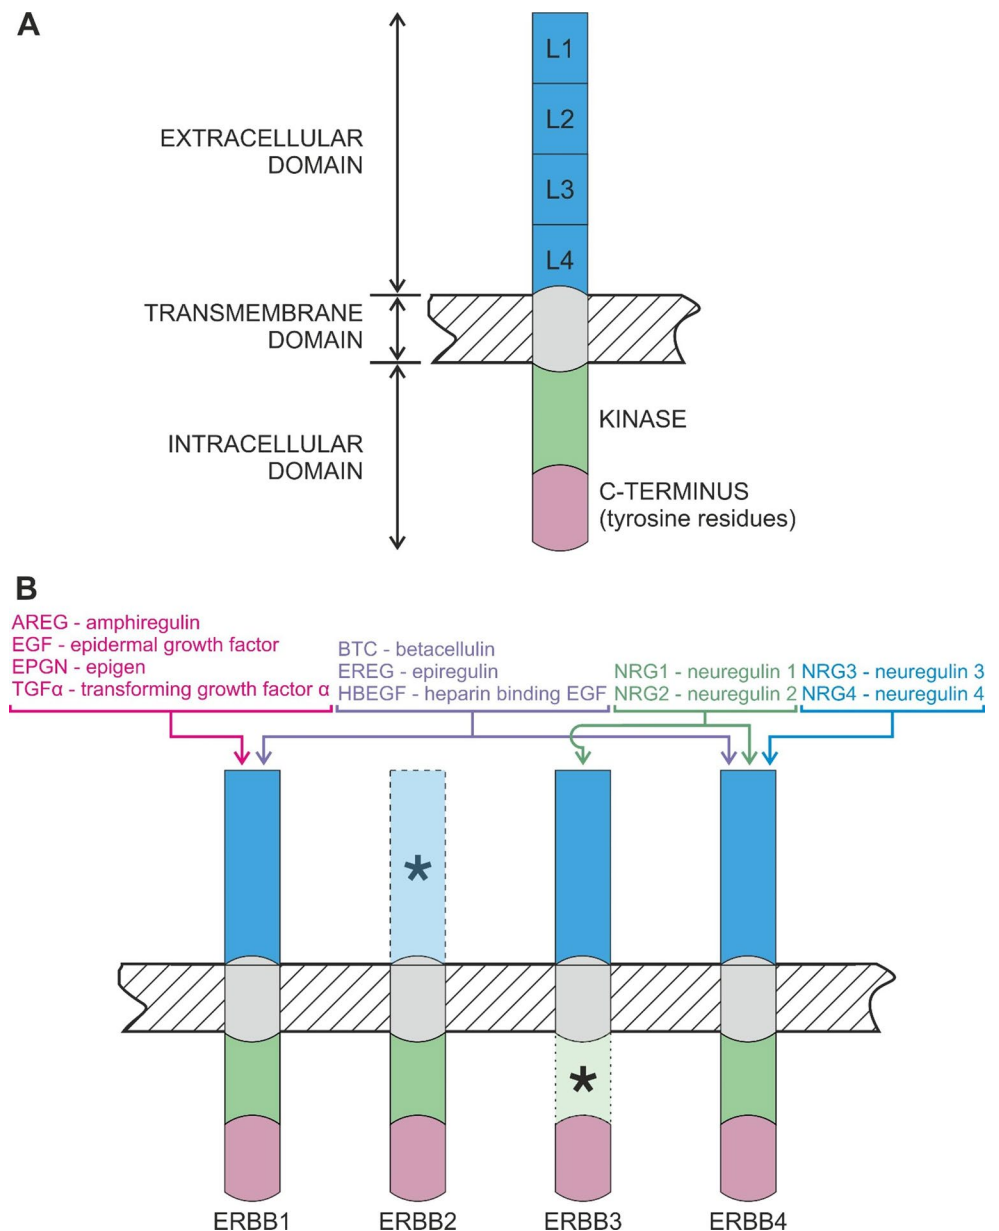 A
EXTRACELLULAR
DOMAIN
TRANSMEMBRANE
DOMAIN
INTRACELLULAR
DOMAIN
L1
L2
L3
L4
KINASE
C-TERMINUS
(tyrosine residues)
B
AREG - amphiregulin
EGF - epidermal growth factor
EPGN - epigen
TGFα - transforming growth factor α
BTC - betacellulin
EREG - epiregulin
HBEGF - heparin binding EGF
NRG1 - neuregulin 1
NRG2 - neuregulin 2
NRG3 - neuregulin 3
NRG4 - neuregulin 4
*
*
ERBB1
ERBB2
ERBB3
ERBB4